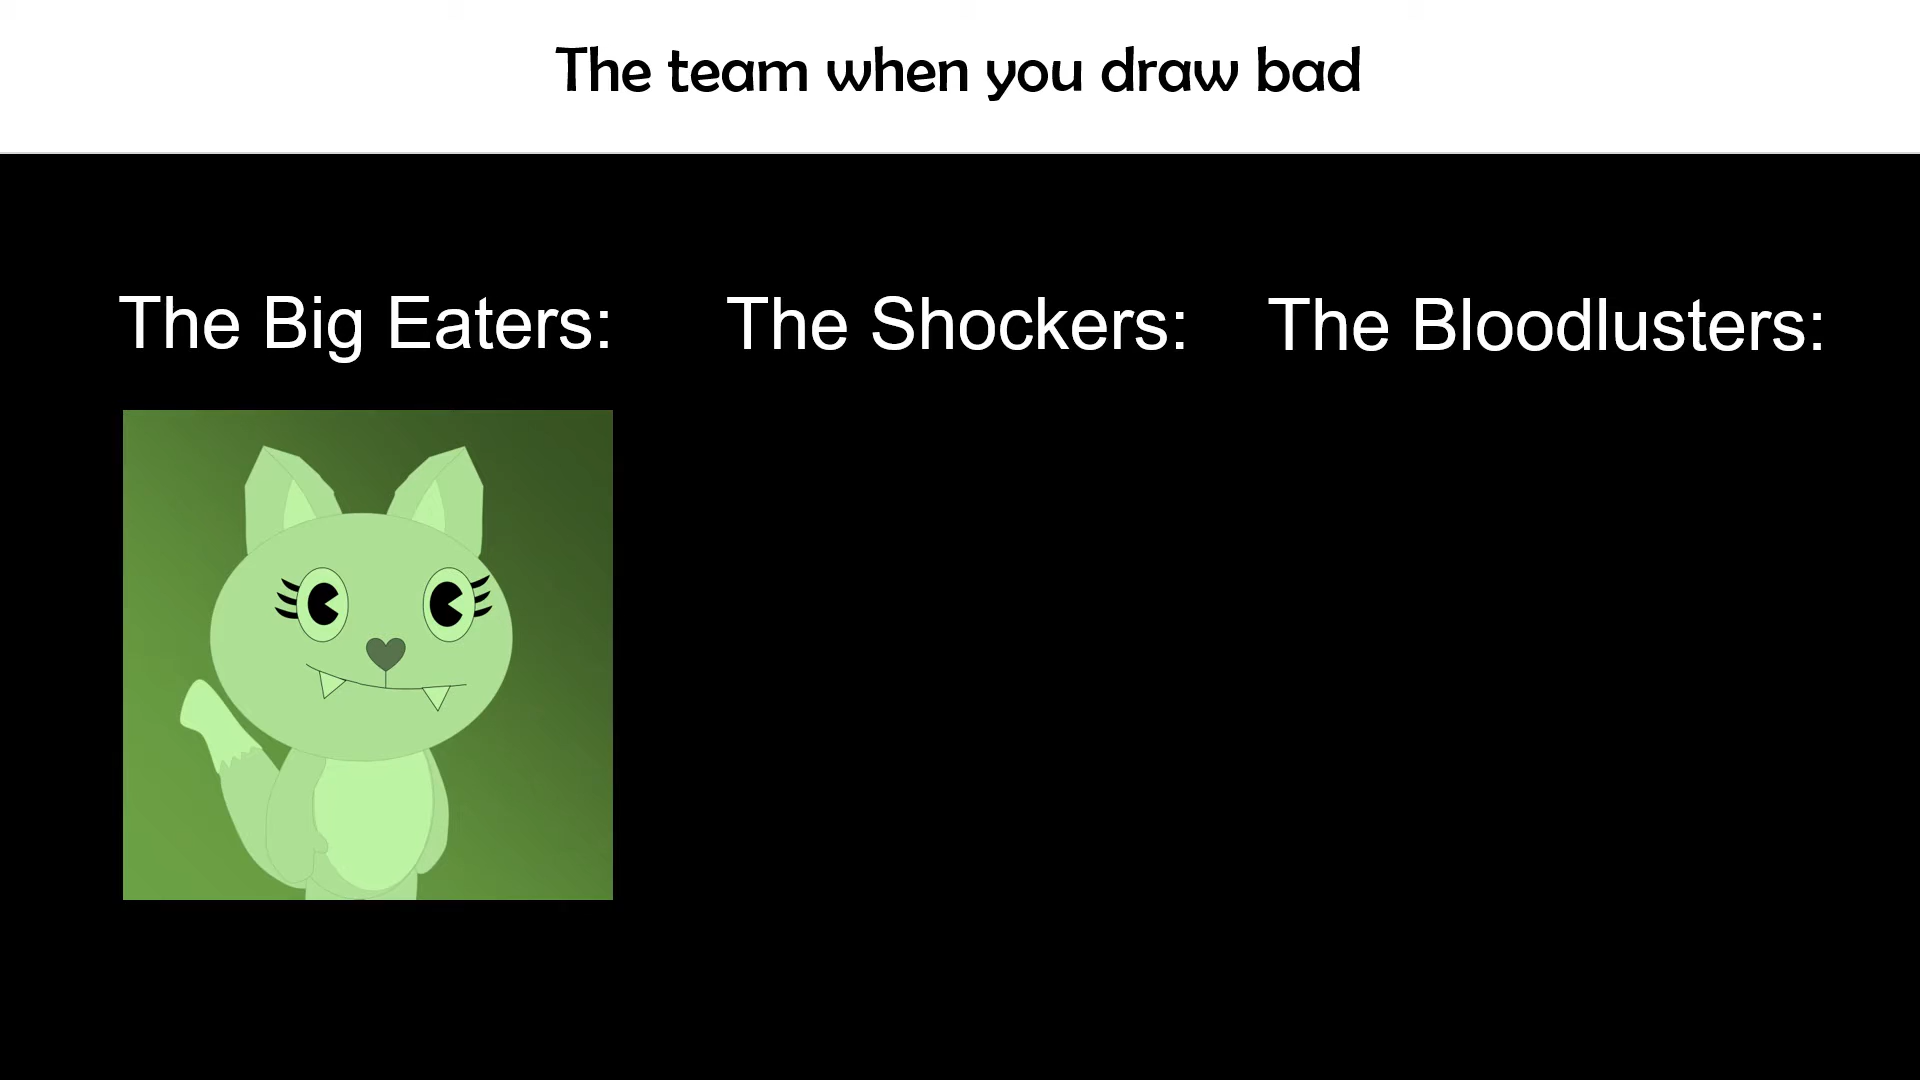 The team when you draw bad
The Big Eaters:
The Shockers:
The Bloodlusters: